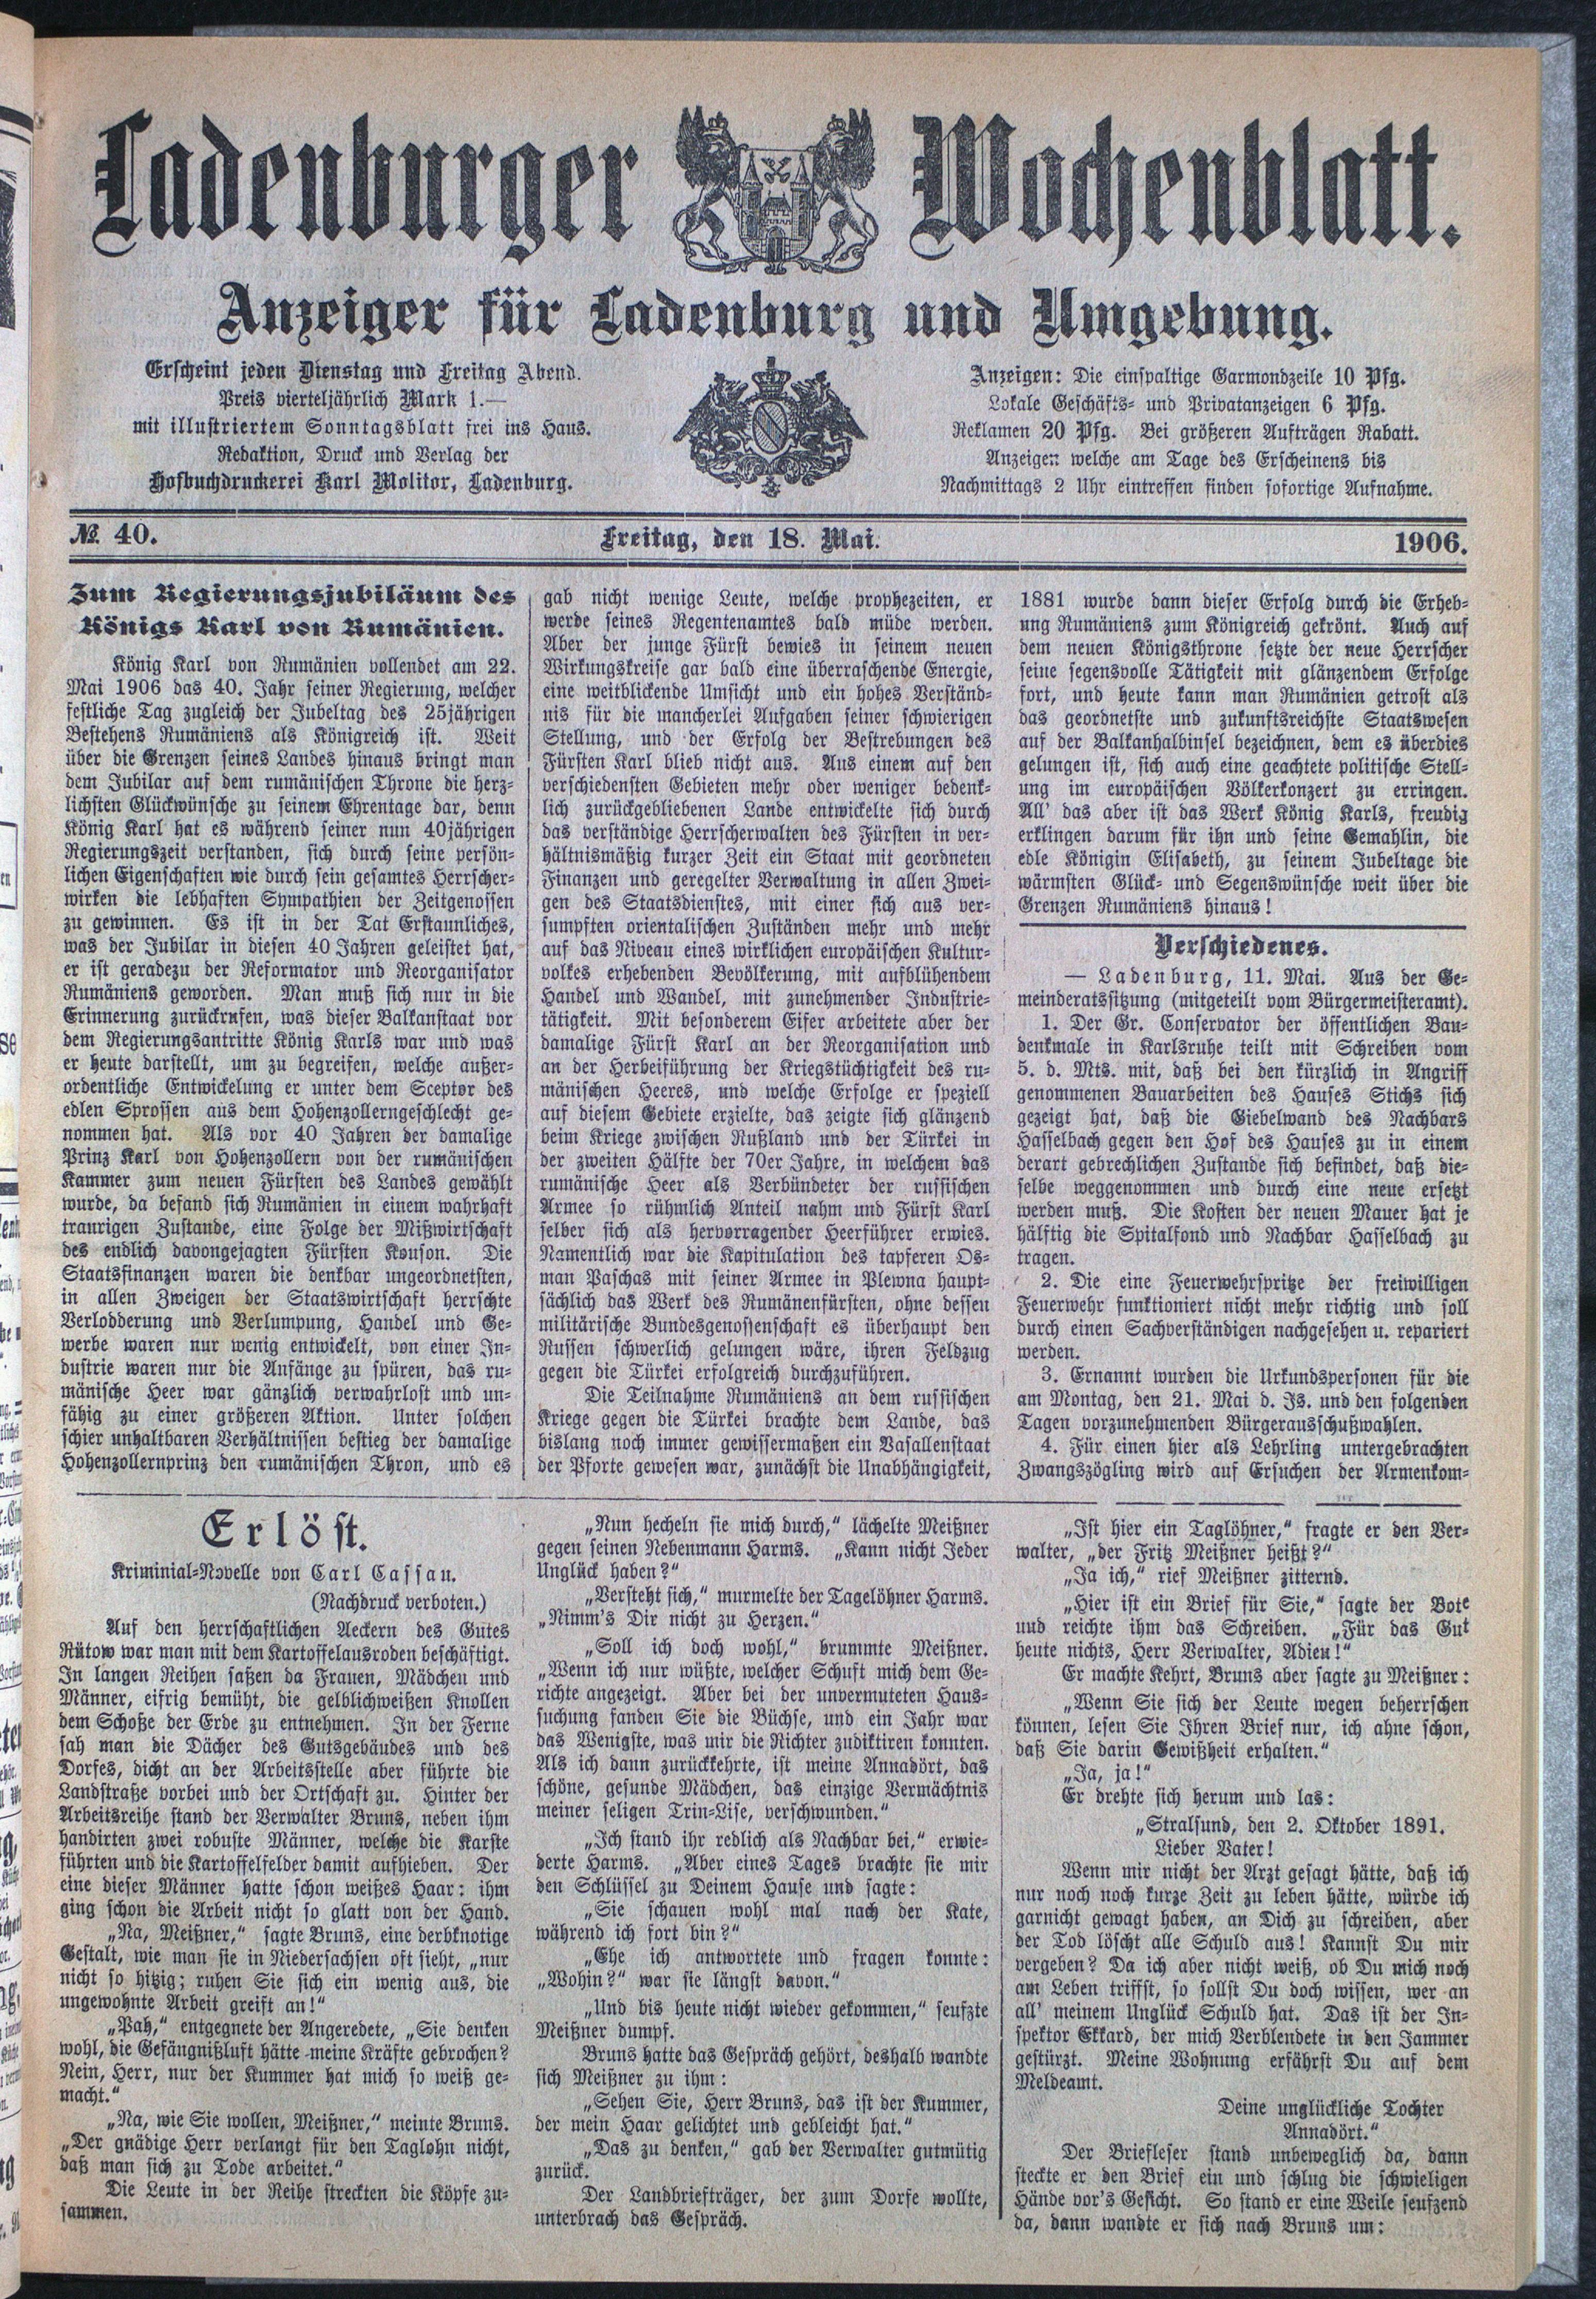 Ladenburger Wochenblatt.
Anzeiger für Ladenburg und Umgebung.
Erscheint jeden Dienstag und Freitag Abend.
Preis vierteljährlich Mark 1.—
mit illustriertem Sonntagsblatt frei ins Haus.
Redaktion, Druck und Verlag der
Hofbuchdruckerei Karl Molitor, Ladenburg.
Anzeigen: Die einspaltige Garmondzeile 10 Pfg.
Lokale Geschäfts- und Privatanzeigen 6 Pfg.
Reklamen 20 Pfg. Bei größeren Aufträgen Rabatt.
Anzeigen welche am Tage des Erscheinens bis
Nachmittags 2 Uhr eintreffen finden sofortige Aufnahme.
№ 40.
Freitag, den 18. Mai.
1906.
Zum Regierungsjubiläum des
Königs Karl von Rumänien.
König Karl von Rumänien vollendet am 22.
Mai 1906 das 40. Jahr seiner Regierung, welcher
festliche Tag zugleich der Jubeltag des 25jährigen
Bestehens Rumäniens als Königreich ist. Weit
über die Grenzen seines Landes hinaus bringt man
dem Jubilar auf dem rumänischen Throne die herz-
lichsten Glückwünsche zu seinem Ehrentage dar, denn
König Karl hat es während seiner nun 40jährigen
Regierungszeit verstanden, sich durch seine persön-
lichen Eigenschaften wie durch sein gesamtes Herrscher-
wirken die lebhaften Sympathien der Zeitgenossen
zu gewinnen. Es ist in der Tat Erstaunliches,
was der Jubilar in diesen 40 Jahren geleistet hat,
er ist geradezu der Reformator und Reorganisator
Rumäniens geworden. Man muß sich nur in die
Erinnerung zurückrufen, was dieser Balkanstaat vor
dem Regierungsantritte König Karls war und was
er heute darstellt, um zu begreifen, welche außer-
ordentliche Entwickelung er unter dem Scepter des
edlen Sprossen aus dem Hohenzollerngeschlecht ge-
nommen hat. Als vor 40 Jahren der damalige
Prinz Karl von Hohenzollern von der rumänischen
Kammer zum neuen Fürsten des Landes gewählt
wurde, da befand sich Rumänien in einem wahrhaft
traurigen Zustande, eine Folge der Mißwirtschaft
des endlich davongejagten Fürsten Kouson. Die
Staatsfinanzen waren die denkbar ungeordnetsten,
in allen Zweigen der Staatswirtschaft herrschte
Verlodderung und Verlumpung, Handel und Ge-
werbe waren nur wenig entwickelt, von einer In-
dustrie waren nur die Anfänge zu spüren, das ru-
mänische Heer war gänzlich verwahrlost und un-
fähig zu einer größeren Aktion. Unter solchen
schier unhaltbaren Verhältnissen bestieg der damalige
Hohenzollernprinz den rumänischen Thron, und es
gab nicht wenige Leute, welche prophezeiten, er
werde seines Regentenamtes bald müde werden.
Aber der junge Fürst bewies in seinem neuen
Wirkungskreise gar bald eine überraschende Energie,
eine weitblickende Umsicht und ein hohes Verständ-
nis für die mancherlei Aufgaben seiner schwierigen
Stellung, und der Erfolg der Bestrebungen des
Fürsten Karl blieb nicht aus. Aus einem auf den
verschiedensten Gebieten mehr oder weniger bedenk-
lich zurückgebliebenen Lande entwickelte sich durch
das verständige Herrscherwalten des Fürsten in ver-
hältnismäßig kurzer Zeit ein Staat mit geordneten
Finanzen und geregelter Verwaltung in allen Zwei-
gen des Staatsdienstes, mit einer sich aus ver-
sumpften orientalischen Zuständen mehr und mehr
auf das Niveau eines wirklichen europäischen Kultur-
volkes erhebenden Bevölkerung, mit aufblühendem
Handel und Wandel, mit zunehmender Industrie-
tätigkeit. Mit besonderem Eifer arbeitete aber der
damalige Fürst Karl an der Reorganisation und
an der Herbeiführung der Kriegstüchtigkeit des ru-
mänischen Heeres, und welche Erfolge er speziell
auf diesem Gebiete erzielte, das zeigte sich glänzend
beim Kriege zwischen Rußland und der Türkei in
der zweiten Hälfte der 70er Jahre, in welchem das
rumänische Heer als Verbündeter der russischen
Armee so rühmlich Anteil nahm und Fürst Karl
selber sich als hervorragender Heerführer erwies.
Namentlich war die Kapitulation des tapferen Os-
man Paschas mit seiner Armee in Plewna haupt-
sächlich das Werk des Rumänenfürsten, ohne dessen
militärische Bundesgenossenschaft es überhaupt den
Russen schwerlich gelungen wäre, ihren Feldzug
gegen die Türkei erfolgreich durchzuführen.
Die Teilnahme Rumäniens an dem russischen
Kriege gegen die Türkei brachte dem Lande, das
bislang noch immer gewissermaßen ein Vasallenstaat
der Pforte gewesen war, zunächst die Unabhängigkeit,
1881 wurde dann dieser Erfolg durch die Erheb-
ung Rumäniens zum Königreich gekrönt. Auch auf
dem neuen Königsthrone setzte der neue Herrscher
seine segensvolle Tätigkeit mit glänzendem Erfolge
fort, und heute kann man Rumänien getrost als
das geordnetste und zukunftsreichste Staatswesen
auf der Balkanhalbinsel bezeichnen, dem es überdies
gelungen ist, sich auch eine geachtete politische Stell-
ung im europäischen Völkerkonzert zu erringen.
All' das aber ist das Werk König Karls, freudig
erklingen darum für ihn und seine Gemahlin, die
edle Königin Elisabeth, zu seinem Jubeltage die
wärmsten Glück- und Segenswünsche weit über die
Grenzen Rumäniens hinaus!
Verschiedenes.
— Ladenburg, 11. Mai. Aus der Ge-
meinderatssitzung (mitgeteilt vom Bürgermeisteramt).
1. Der Gr. Conservator der öffentlichen Bau-
denkmale in Karlsruhe teilt mit Schreiben vom
5. d. Mts. mit, daß bei den kürzlich in Angriff
genommenen Bauarbeiten des Hauses Stichs sich
gezeigt hat, daß die Giebelwand des Nachbars
Hasselbach gegen den Hof des Hauses zu in einem
derart gebrechlichen Zustande sich befindet, daß die-
selbe weggenommen und durch eine neue ersetzt
werden muß. Die Kosten der neuen Mauer hat je
hälftig die Spitalfond und Nachbar Hasselbach zu
tragen.
2. Die eine Feuerwehrspritze der freiwilligen
Feuerwehr funktioniert nicht mehr richtig und soll
durch einen Sachverständigen nachgesehen u. repariert
werden.
3. Ernannt wurden die Urkundspersonen für die
am Montag, den 21. Mai d. Js. und den folgenden
Tagen vorzunehmenden Bürgerausschußwahlen.
4. Für einen hier als Lehrling untergebrachten
Zwangszögling wird auf Ersuchen der Armenkom-
Erlöst.
Kriminial-Novelle von Carl Cassau.
(Nachdruck verboten.)
Auf den herrschaftlichen Aeckern des Gutes
Rütow war man mit dem Kartoffelausroden beschäftigt.
In langen Reihen saßen da Frauen, Mädchen und
Männer, eifrig bemüht, die gelblichweißen Knollen
dem Schoße der Erde zu entnehmen. In der Ferne
sah man die Dächer des Gutsgebäudes und des
Dorfes, dicht an der Arbeitsstelle aber führte die
Landstraße vorbei und der Ortschaft zu. Hinter der
Arbeitsreihe stand der Verwalter Bruns, neben ihm
handirten zwei robuste Männer, welche die Karste
führten und die Kartoffelfelder damit aufhieben. Der
eine dieser Männer hatte schon weißes Haar: ihm
ging schon die Arbeit nicht so glatt von der Hand.
„Na, Meißner,“ sagte Bruns, eine derbknotige
Gestalt, wie man sie in Niedersachsen oft sieht, „nur
nicht so hitzig; ruhen Sie sich ein wenig aus, die
ungewohnte Arbeit greift an!“
„Pah,“ entgegnete der Angeredete, „Sie denken
wohl, die Gefängnißluft hätte meine Kräfte gebrochen?
Nein, Herr, nur der Kummer hat mich so weiß ge-
macht.“
„Na, wie Sie wollen, Meißner,“ meinte Bruns.
„Der gnädige Herr verlangt für den Taglohn nicht,
daß man sich zu Tode arbeitet.“
Die Leute in der Reihe streckten die Köpfe zu-
sammen.
„Nun hecheln sie mich durch,“ lächelte Meißner
gegen seinen Nebenmann Harms. „Kann nicht Jeder
Unglück haben?“
„Versteht sich,“ murmelte der Tagelöhner Harms.
„Nimm's Dir nicht zu Herzen.“
„Soll ich doch wohl,“ brummte Meißner.
„Wenn ich nur wüßte, welcher Schuft mich dem Ge-
richte angezeigt. Aber bei der unvermuteten Haus-
suchung fanden Sie die Büchse, und ein Jahr war
das Wenigste, was mir die Richter zudiktiren konnten.
Als ich dann zurückkehrte, ist meine Annadört, das
schöne, gesunde Mädchen, das einzige Vermächtnis
meiner seligen Trin-Lise, verschwunden.“
„Ich stand ihr redlich als Nachbar bei,“ erwie-
derte Harms. „Aber eines Tages brachte sie mir
den Schlüssel zu Deinem Hause und sagte:
„Sie schauen wohl mal nach der Kate,
während ich fort bin?“
„Ehe ich antwortete und fragen konnte:
„Wohin?“ war sie längst davon.“
„Und bis heute nicht wieder gekommen,“ seufzte
Meißner dumpf.
Bruns hatte das Gespräch gehört, deshalb wandte
sich Meißner zu ihm:
„Sehen Sie, Herr Bruns, das ist der Kummer,
der mein Haar gelichtet und gebleicht hat.“
„Das zu denken,“ gab der Verwalter gutmütig
zurück.
Der Landbriefträger, der zum Dorfe wollte,
unterbrach das Gespräch.
„Ist hier ein Taglöhner,“ fragte er den Ver-
walter, „der Fritz Meißner heißt?“
„Ja ich,“ rief Meißner zitternd.
„Hier ist ein Brief für Sie,“ sagte der Bote
und reichte ihm das Schreiben. „Für das Gut
heute nichts, Herr Verwalter, Adieu!“
Er machte Kehrt, Bruns aber sagte zu Meißner:
„Wenn Sie sich der Leute wegen beherrschen
können, lesen Sie Ihren Brief nur, ich ahne schon,
daß Sie darin Gewißheit erhalten.“
„Ja, ja!“
Er drehte sich herum und las:
„Stralsund, den 2. Oktober 1891.
Lieber Vater!
Wenn mir nicht der Arzt gesagt hätte, daß ich
nur noch noch kurze Zeit zu leben hätte, würde ich
garnicht gewagt haben, an Dich zu schreiben, aber
der Tod löscht alle Schuld aus! Kannst Du mir
vergeben? Da ich aber nicht weiß, ob Du mich noch
am Leben triffst, so sollst Du doch wissen, wer an
all' meinem Unglück Schuld hat. Das ist der In-
spektor Ekkard, der mich Verblendete in den Jammer
gestürzt. Meine Wohnung erfährst Du auf dem
Meldeamt.
Deine unglückliche Tochter
Annadört.“
Der Briefleser stand unbeweglich da, dann
steckte er den Brief ein und schlug die schwieligen
Hände vor's Gesicht. So stand er eine Weile seufzend
da, dann wandte er sich nach Bruns um: